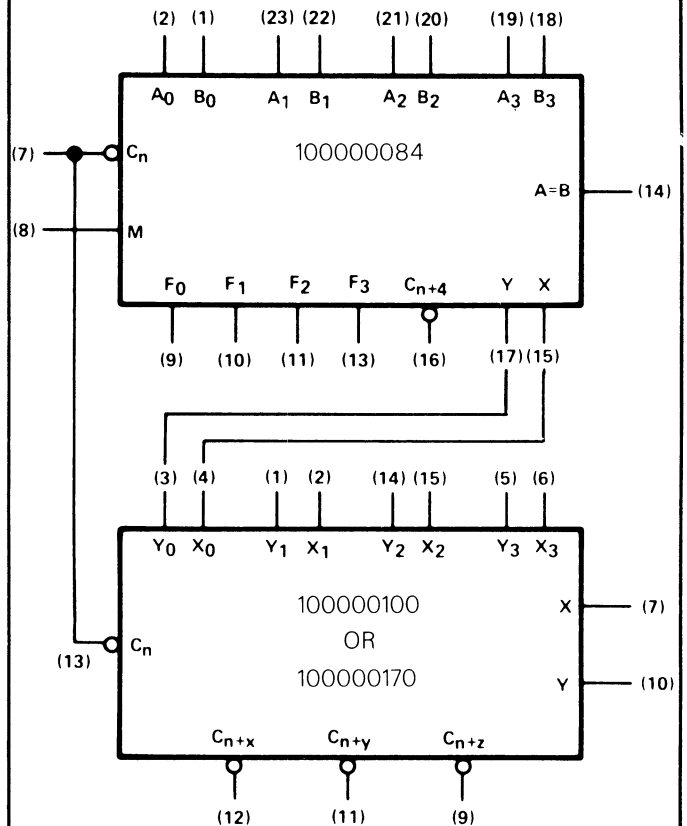 (2) (1) (23) (22) (21) (20) (19) (18)
A0 B0 A1 B1 A2 B2 A3 B3
(7) Cn 100000084
A=B (14)
(8) M
F0 F1 F2 F3 Cn+4 Y X
(9) (10) (11) (13) (16) (17) (15)
(3) (4) (1) (2) (14) (15) (5) (6)
Y0 X0 Y1 X1 Y2 X2 Y3 X3
100000100 X (7)
OR
(13) Cn
100000170 Y (10)
Cn+x Cn+y Cn+z
(12) (11) (9)